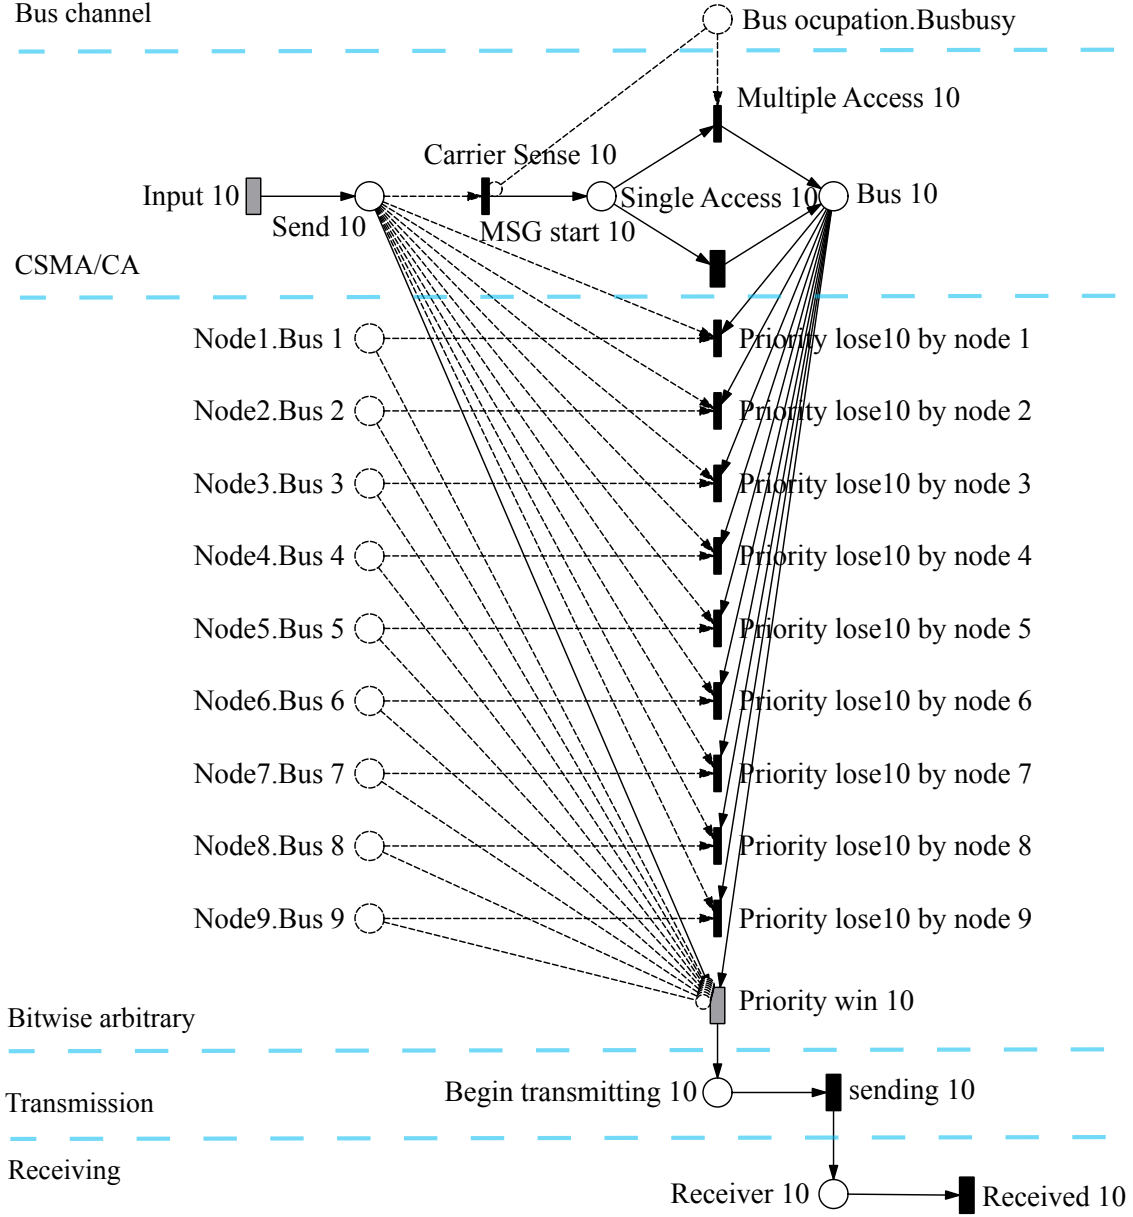 Bus channel
Bus ocupation.Busbusy
Multiple Access 10
Carrier Sense 10
Input 10
Single Access 10
Bus 10
Send 10
MSG start 10
CSMA/CA
Node1.Bus 1
Priority lose10 by node 1
Node2.Bus 2
Priority lose10 by node 2
Node3.Bus 3
Priority lose10 by node 3
Node4.Bus 4
Priority lose10 by node 4
Node5.Bus 5
Priority lose10 by node 5
Node6.Bus 6
Priority lose10 by node 6
Node7.Bus 7
Priority lose10 by node 7
Node8.Bus 8
Priority lose10 by node 8
Node9.Bus 9
Priority lose10 by node 9
Priority win 10
Bitwise arbitrary
Begin transmitting 10
sending 10
Transmission
Receiving
Receiver 10
Received 10